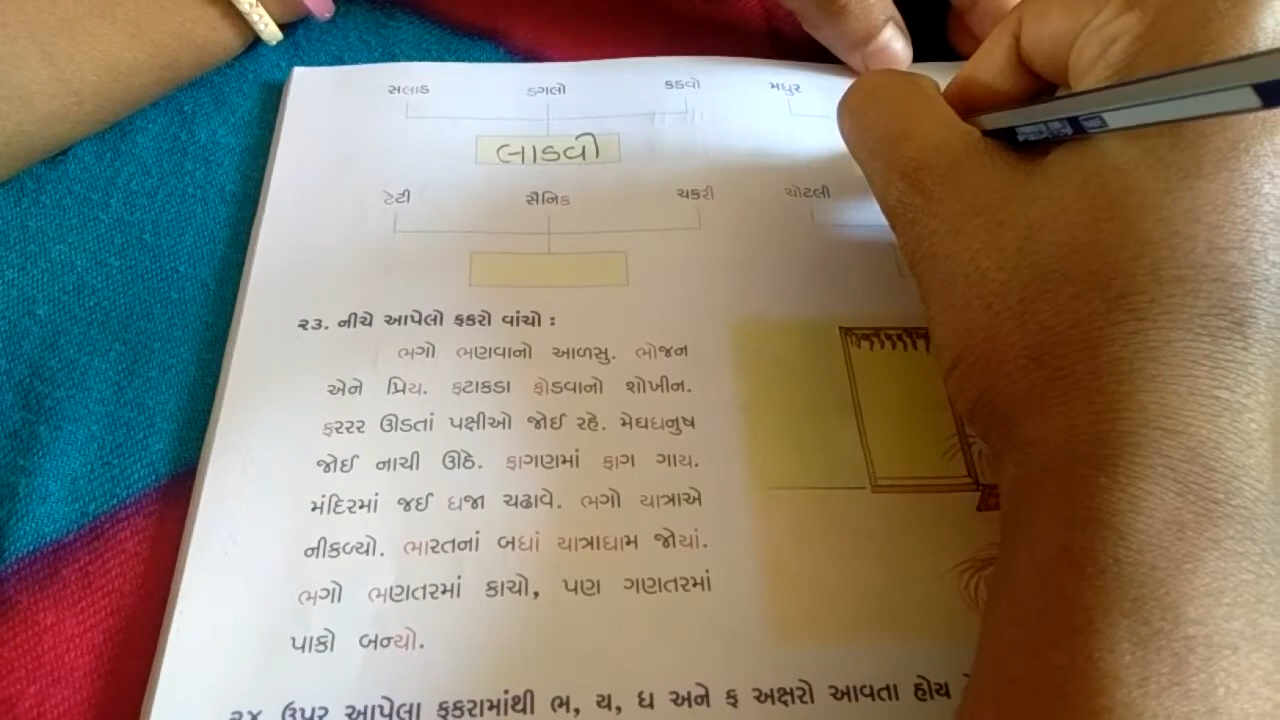 સલાડ ડગલો કડવો મધુર
લાડવો
ટેટી સૈનિક ચકરી ચોટલી
૨૩. નીચે આપેલો ફકરો વાંચો :
ભગો ભણવાનો આળસુ. ભોજન
એને પ્રિય. ફટાકડા ફોડવાનો શોખીન.
ફરરર ઊડતાં પક્ષીઓ જોઈ રહે. મેઘધનુષ
જોઈ નાચી ઊઠે. ફાગણમાં ફાગ ગાય.
મંદિરમાં જઈ ધજા ચઢાવે. ભગો યાત્રાએ
નીકળ્યો. ભારતનાં બધાં યાત્રાધામ જોયાં.
ભગો ભણતરમાં કાચો, પણ ગણતરમાં
પાકો બન્યો.
૨૪ ઉપર આપેલા ફકરામાંથી ભ, ય, ધ અને ફ અક્ષરો આવતા હોય